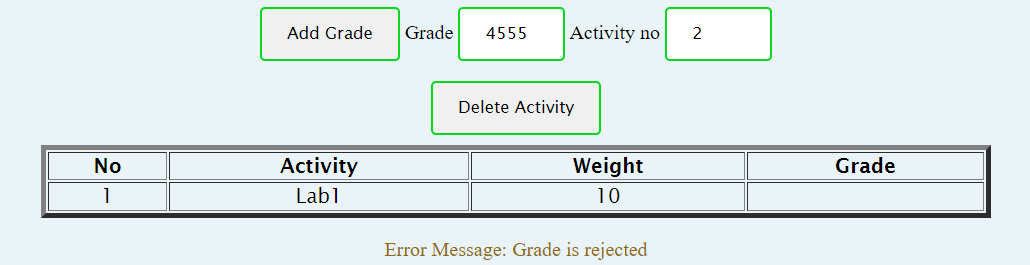 Add Grade Grade 4555 Activity no 2
Delete Activity
No Activity Weight Grade
1 Lab1 10
Error Message: Grade is rejected